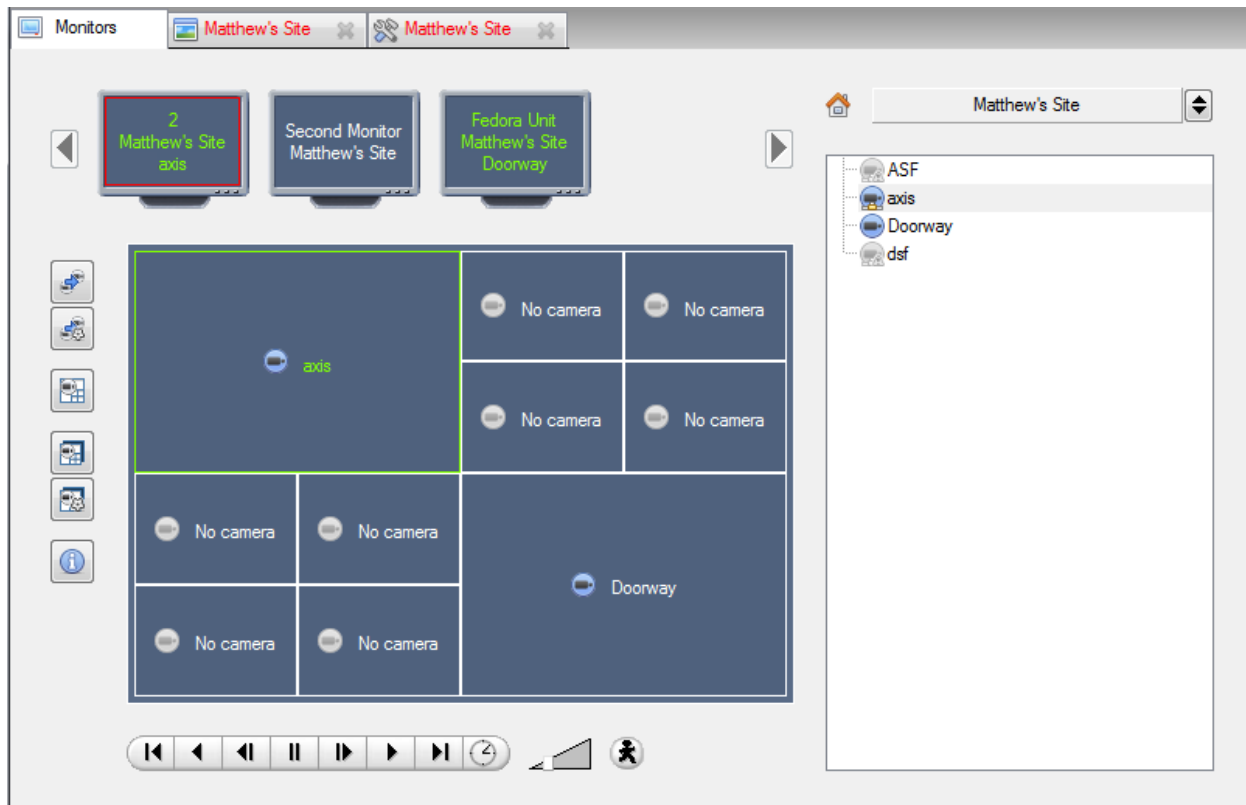 Monitors
Matthew's Site
Matthew's Site
2
Matthew's Site
axis
Second Monitor
Matthew's Site
Fedora Unit
Matthew's Site
Doorway
Matthew's Site
ASF
axis
Doorway
dsf
axis
No camera
No camera
No camera
No camera
No camera
No camera
No camera
No camera
Doorway